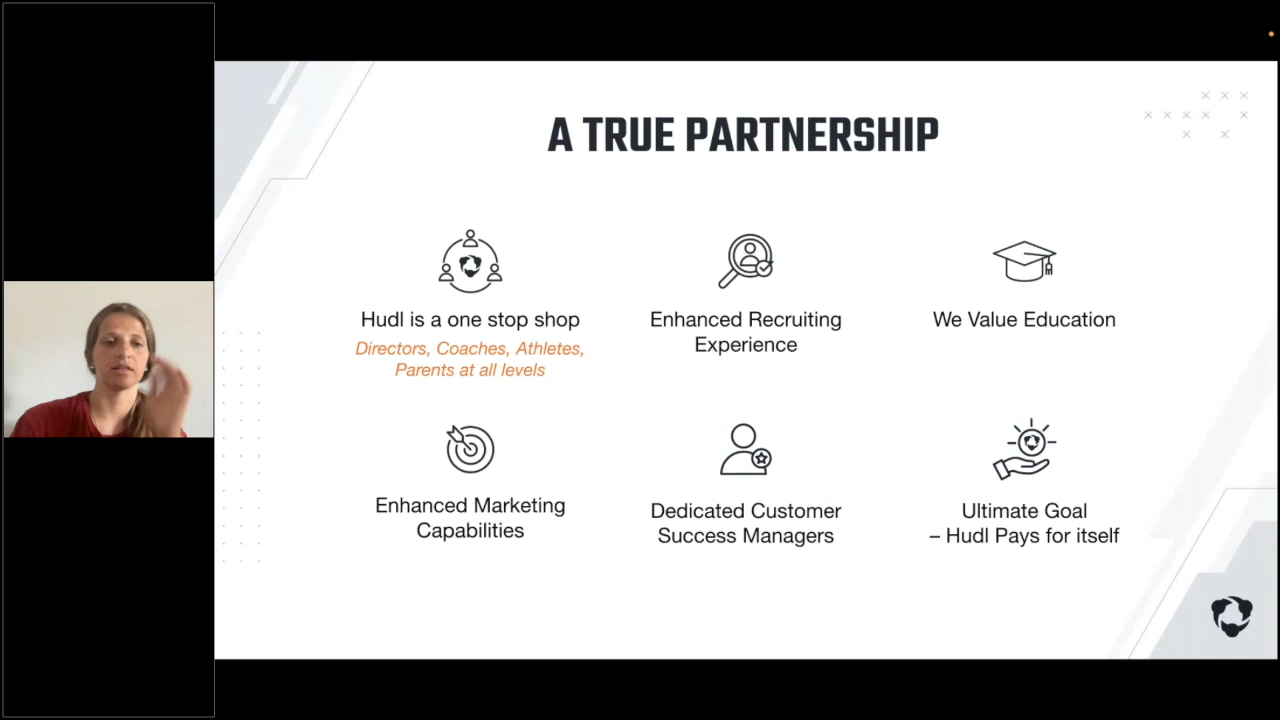 A TRUE PARTNERSHIP
Hudl is a one stop shop
Directors, Coaches, Athletes,
Parents at all levels
Enhanced Recruiting
Experience
We Value Education
Enhanced Marketing
Capabilities
Dedicated Customer
Success Managers
Ultimate Goal
– Hudl Pays for itself